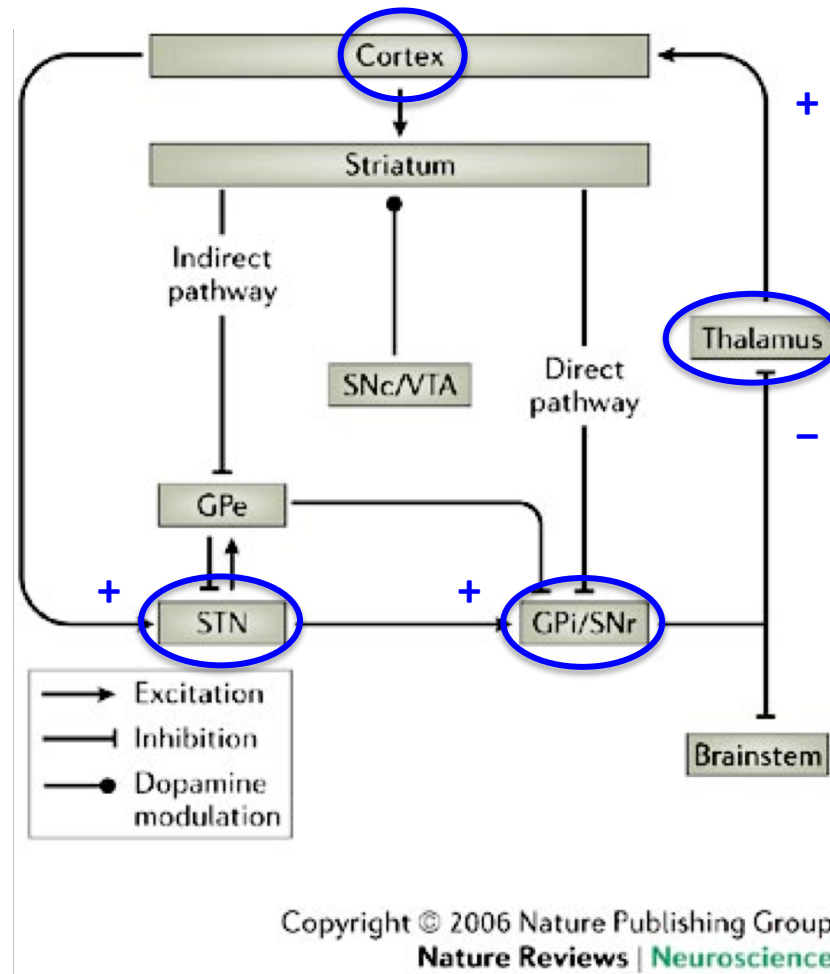 Cortex
+
Striatum
Indirect
pathway
Thalamus
SNc/VTA
Direct
pathway
−
GPe
+
+
STN
GPi/SNr
Excitation
Inhibition
Dopamine
modulation
Brainstem
Copyright © 2006 Nature Publishing Group
Nature Reviews | Neuroscience